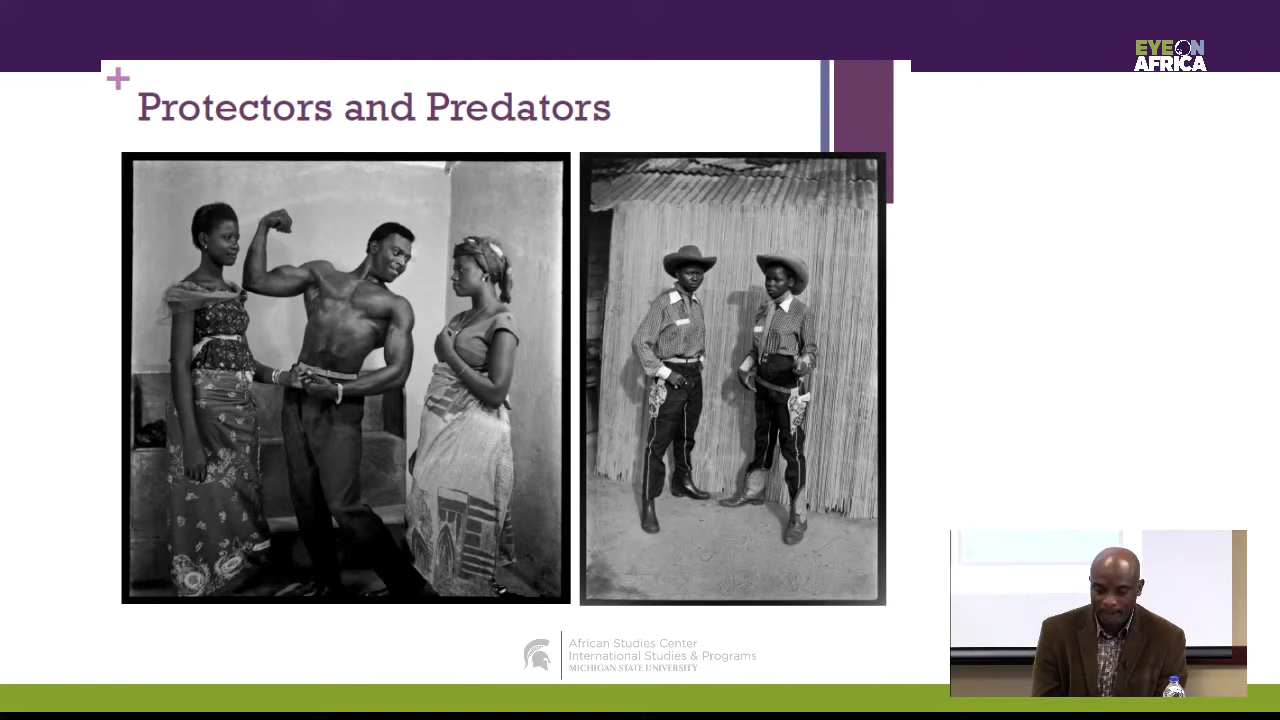 EYE ON
AFRICA
+
Protectors and Predators
African Studies Center
International Studies & Programs
MICHIGAN STATE UNIVERSITY